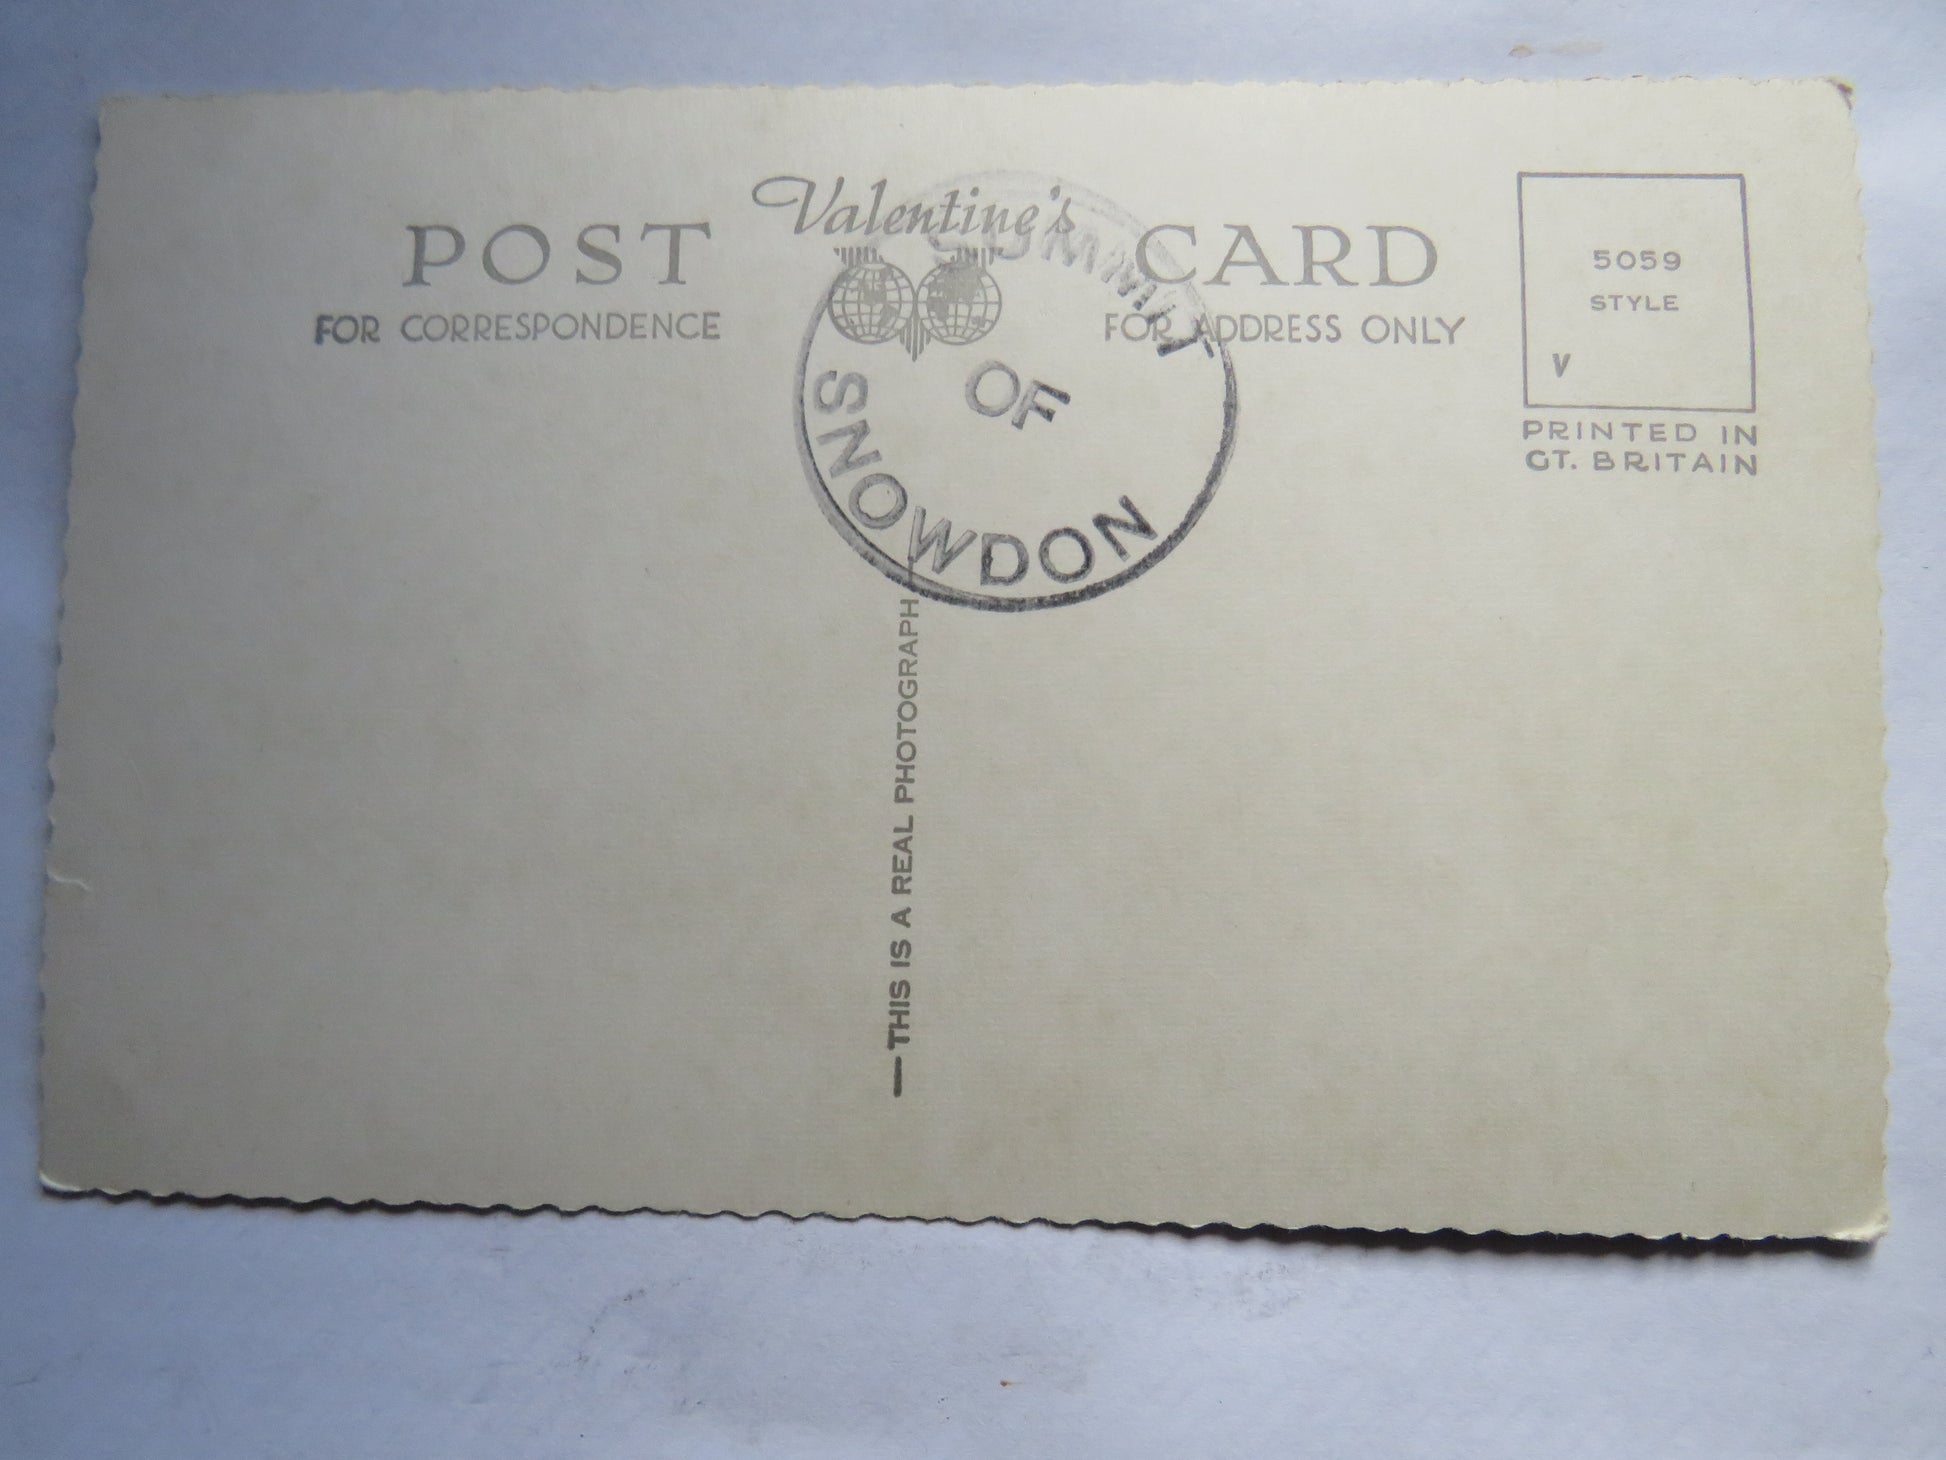 Valentine's
POST CARD
FOR CORRESPONDENCE
FOR ADDRESS ONLY
5059
STYLE
V
PRINTED IN
GT. BRITAIN
SUMMIT
OF
SNOWDON
—THIS IS A REAL PHOTOGRAPH—